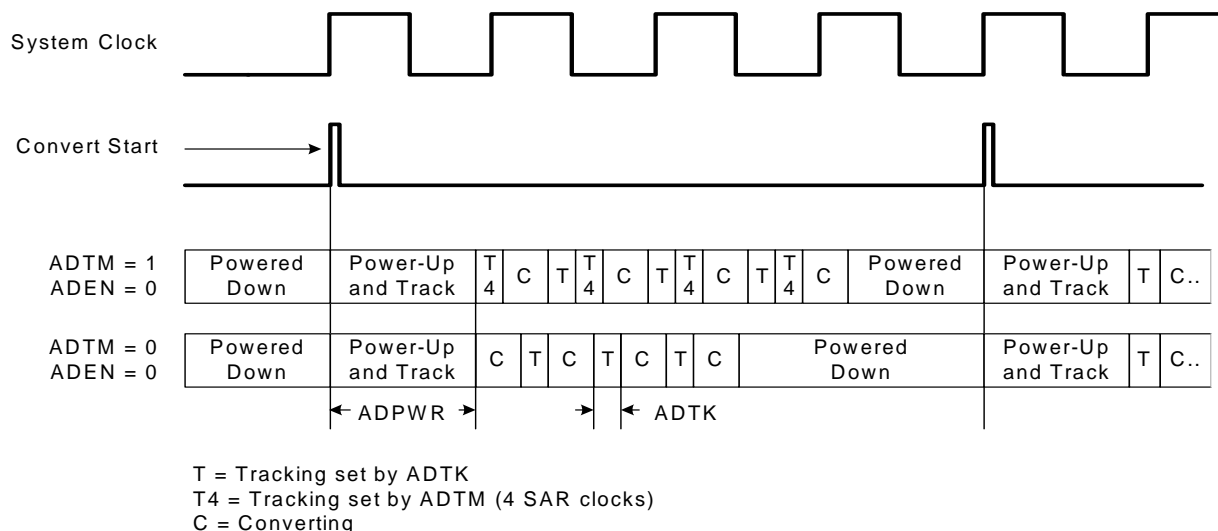 System Clock
Convert Start
ADTM = 1
ADEN = 0
Powered
Down
Power-Up
and Track
T
4
C
T
T
4
C
T
T
4
C
T
T
4
C
Powered
Down
Power-Up
and Track
T
C..
ADTM = 0
ADEN = 0
Powered
Down
Power-Up
and Track
C
T
C
T
C
T
C
Powered
Down
Power-Up
and Track
T
C..
ADPWR
ADTK
T = Tracking set by ADTK
T4 = Tracking set by ADTM (4 SAR clocks)
C = Converting